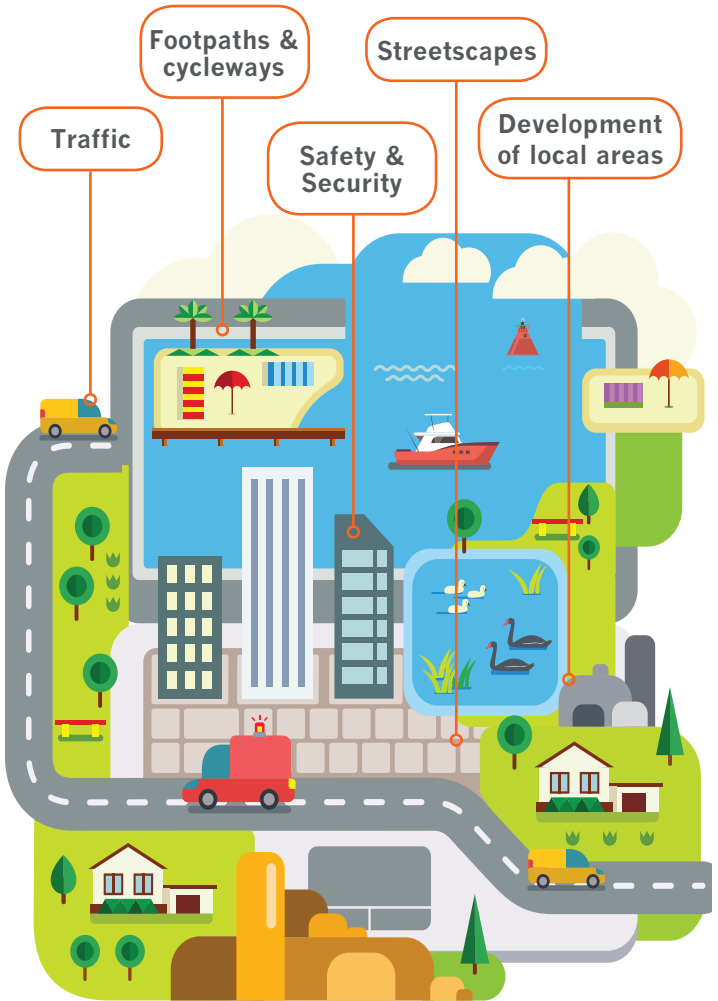 Footpaths &
cycleways
Streetscapes
Traffic
Safety &
Security
Development
of local areas